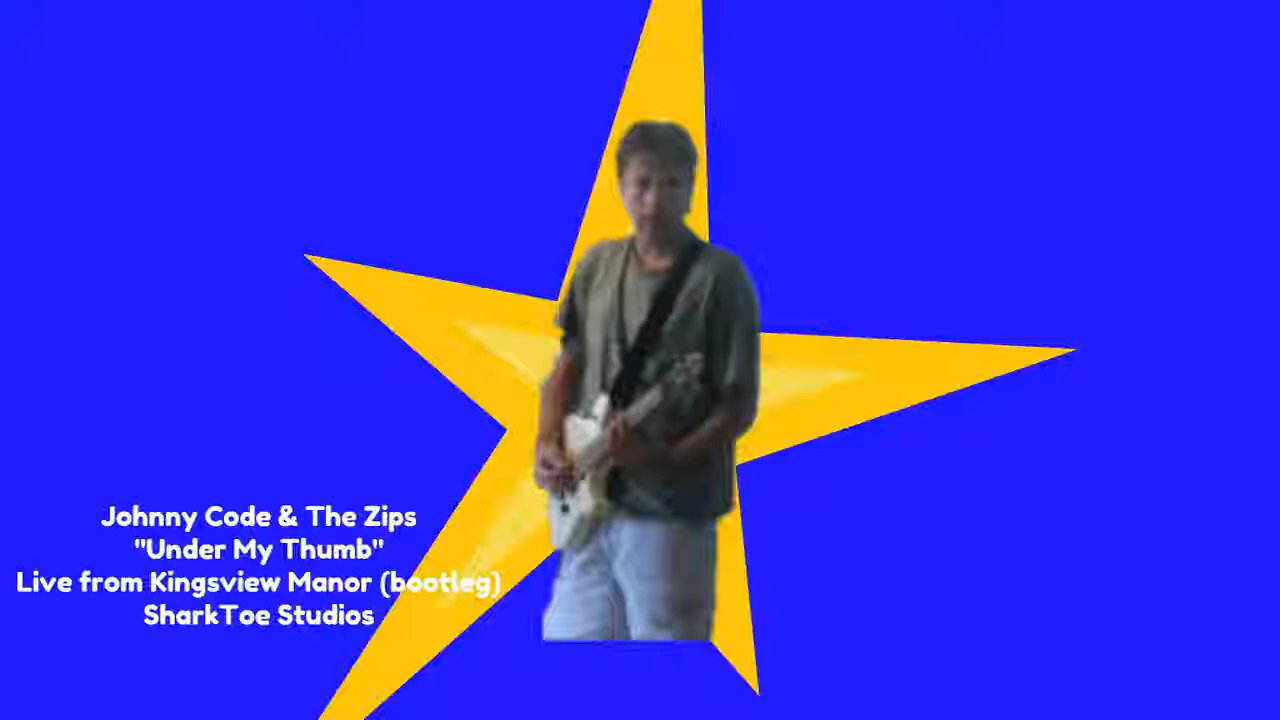 Johnny Code & The Zips
"Under My Thumb"
Live from Kingsview Manor (bootleg)
SharkToe Studios